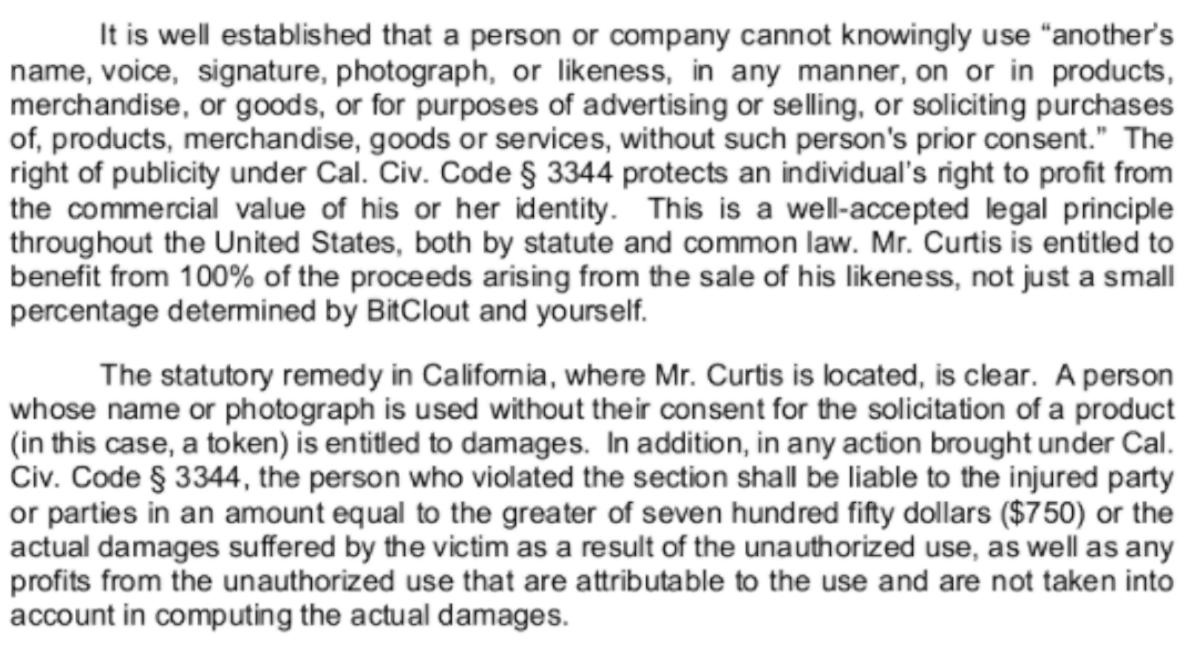 It is well established that a person or company cannot knowingly use “another’s
name, voice, signature, photograph, or likeness, in any manner, on or in products,
merchandise, or goods, or for purposes of advertising or selling, or soliciting purchases
of, products, merchandise, goods or services, without such person's prior consent.” The
right of publicity under Cal. Civ. Code § 3344 protects an individual’s right to profit from
the commercial value of his or her identity. This is a well-accepted legal principle
throughout the United States, both by statute and common law. Mr. Curtis is entitled to
benefit from 100% of the proceeds arising from the sale of his likeness, not just a small
percentage determined by BitClout and yourself.
The statutory remedy in California, where Mr. Curtis is located, is clear. A person
whose name or photograph is used without their consent for the solicitation of a product
(in this case, a token) is entitled to damages. In addition, in any action brought under Cal.
Civ. Code § 3344, the person who violated the section shall be liable to the injured party
or parties in an amount equal to the greater of seven hundred fifty dollars ($750) or the
actual damages suffered by the victim as a result of the unauthorized use, as well as any
profits from the unauthorized use that are attributable to the use and are not taken into
account in computing the actual damages.